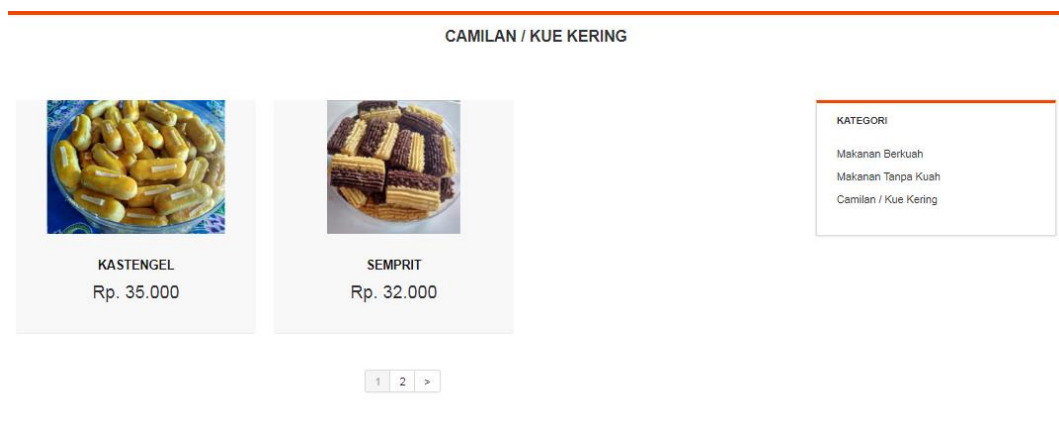 CAMILAN / KUE KERING
KASTENGEL
Rp. 35.000
SEMPRIT
Rp. 32.000
1 2 >
KATEGORI
Makanan Berkuah
Makanan Tanpa Kuah
Camilan / Kue Kering